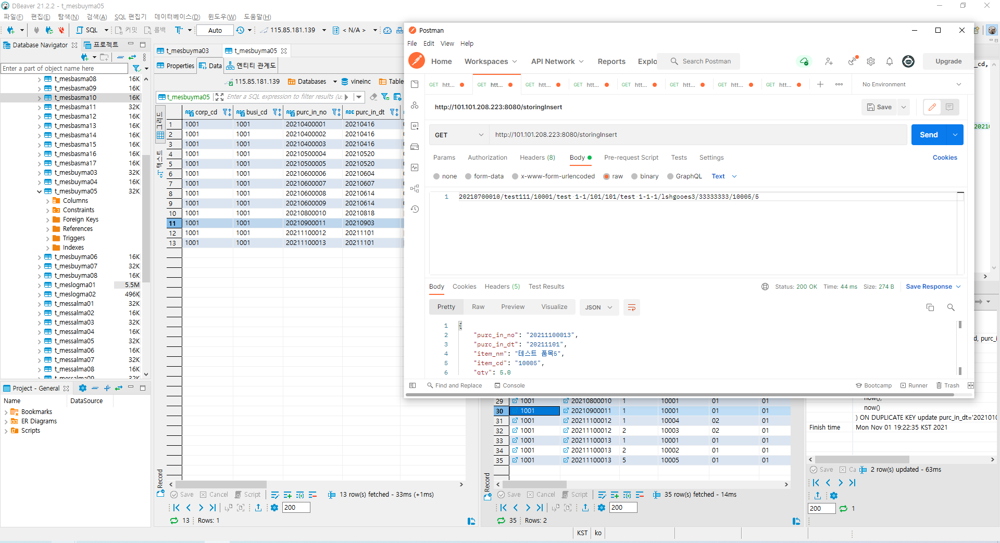 DBeaver 21.2.2 - t_mesbuyma05
파일(F) 편집(E) 탐색(N) 검색(A) SQL 편집기 데이터베이스(D) 윈도우(W) 도움말(H)
SQL 커밋 롤백 Auto 115.85.181.139 < N/A >
Database Navigator 프로젝트
Enter a part of object name here
t_mesbasma08 16K
t_mesbasma09 16K
t_mesbasma10 16K
t_mesbasma11 32K
t_mesbasma12 16K
t_mesbasma13 16K
t_mesbasma14 16K
t_mesbasma15 16K
t_mesbasma16 16K
t_mesbasma17 16K
t_mesbuyma03 32K
t_mesbuyma04 16K
t_mesbuyma05 32K
Columns
Constraints
Foreign Keys
References
Triggers
Indexes
t_mesbuyma06 16K
t_mesbuyma07 32K
t_mesbuyma08 16K
t_meslogma01 5.5M
t_meslogma02 496K
t_messalma01 32K
t_messalma02 16K
t_messalma03 32K
t_messalma04 16K
t_messalma05 32K
t_messalma06 16K
t_messalma07 32K
t_messalma08 16K
t_messalma09 32K
Project - General
Name DataSource
Bookmarks
ER Diagrams
Scripts
t_mesbuyma03 t_mesbuyma05
Properties Data 엔티티 관계도
115.85.181.139 Databases vineinc Table
t_mesbuyma05 Enter a SQL expression to filter results (us
그리드
텍스트
Record
corp_cd busi_cd purc_in_no purc_in_dt
1 1001 1001 20210400001 20210416
2 1001 1001 20210400002 20210416
3 1001 1001 20210400003 20210416
4 1001 1001 20210500004 20210520
5 1001 1001 20210500005 20210520
6 1001 1001 20210600006 20210604
7 1001 1001 20210600007 20210607
8 1001 1001 20210600008 20210614
9 1001 1001 20210600009 20210614
10 1001 1001 20210800010 20210818
11 1001 1001 20210900011 20210903
12 1001 1001 20211100012 20211101
13 1001 1001 20211100013 20211101
Save Cancel Script 13 row(s) fetched - 33ms (+1ms)
200
13 Rows: 1
Postman
File Edit View Help
Home Workspaces API Network Reports Explo Search Postman Upgrade
GET htt... GET htt... GET htt... GET htt... GET htt... GET htt... GET htt... GET htt... No Environment
http://101.101.208.223:8080/storingInsert Save
GET http://101.101.208.223:8080/storingInsert Send
Params Authorization Headers (8) Body Pre-request Script Tests Settings Cookies
none form-data x-www-form-urlencoded raw binary GraphQL Text
1 20210700010/test111/10001/test 1-1/101/101/test 1-1-1/lshgooes3/33333333/10005/5
Body Cookies Headers (5) Test Results Status: 200 OK Time: 44 ms Size: 274 B Save Response
Pretty Raw Preview Visualize JSON
1 {
2 "purc_in_no": "20211100013",
3 "purc_in_dt": "20211101",
4 "item_nm": "테스트 품목5",
5 "item_cd": "10005",
6 "qty": 5.0
Find and Replace Console Bootcamp Runner Trash
_cd,
2021(
d, purc_i
29 1001 20210800010 1 10001 01 01
30 1001 20210900011 1 10001 01 01
31 1001 20211100012 1 10004 02 01
32 1001 20211100012 2 10003 02 01
33 1001 20211100013 1 10001 01 01
34 1001 20211100013 2 10002 01 01
35 1001 20211100013 5 10005 01 01
Record
Save Cancel Script 35 row(s) fetched - 14ms
200
35 Rows: 2
now(),
now()
) ON DUPLICATE KEY update purc_in_dt='202101
Finish time Mon Nov 01 19:22:35 KST 2021
Save Ca 2 row(s) updated - 63ms
200 1
KST ko